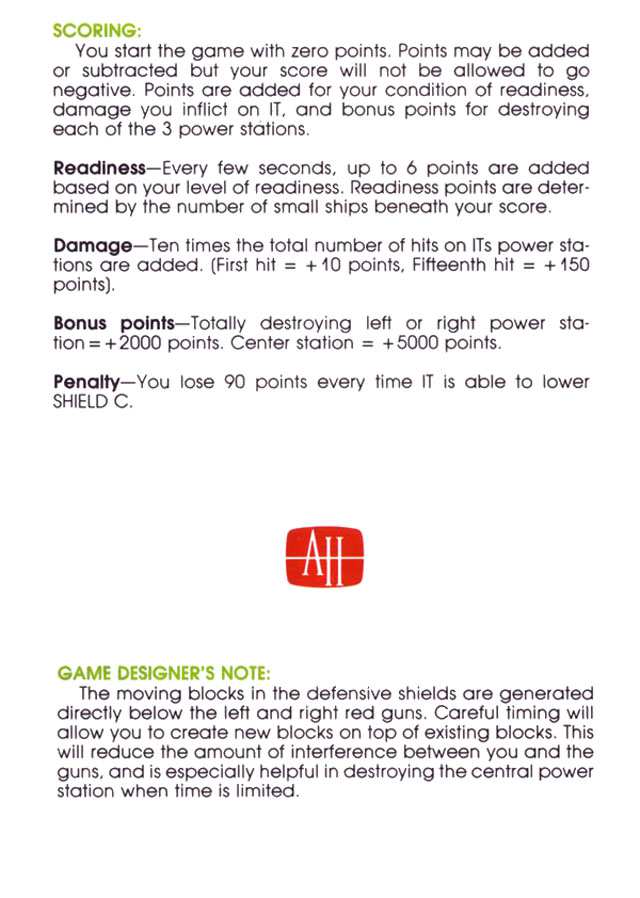 SCORING:
You start the game with zero points. Points may be added
or subtracted but your score will not be allowed to go
negative. Points are added for your condition of readiness,
damage you inflict on IT, and bonus points for destroying
each of the 3 power stations.
Readiness—Every few seconds, up to 6 points are added
based on your level of readiness. Readiness points are deter-
mined by the number of small ships beneath your score.
Damage—Ten times the total number of hits on ITs power sta-
tions are added. (First hit = +10 points, Fifteenth hit = +150
points).
Bonus points—Totally destroying left or right power sta-
tion = +2000 points. Center station = +5000 points.
Penalty—You lose 90 points every time IT is able to lower
SHIELD C.
AH
GAME DESIGNER'S NOTE:
The moving blocks in the defensive shields are generated
directly below the left and right red guns. Careful timing will
allow you to create new blocks on top of existing blocks. This
will reduce the amount of interference between you and the
guns, and is especially helpful in destroying the central power
station when time is limited.